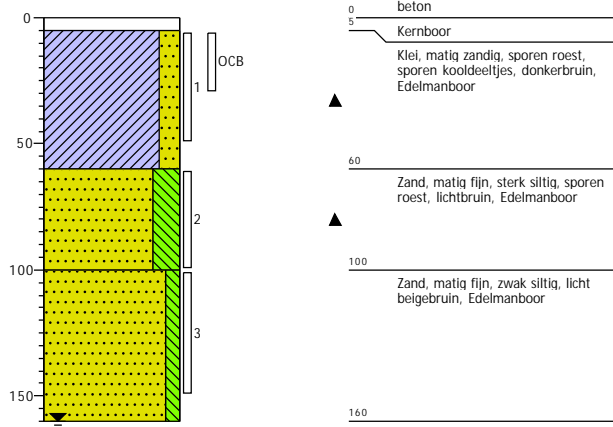 0
50
100
150
1
OCB
2
3
0
beton
5
Kernboor
Klei, matig zandig, sporen roest,
sporen kooldeeltjes, donkerbruin,
Edelmanboor
60
Zand, matig fijn, sterk siltig, sporen
roest, lichtbruin, Edelmanboor
100
Zand, matig fijn, zwak siltig, licht
beigebruin, Edelmanboor
160